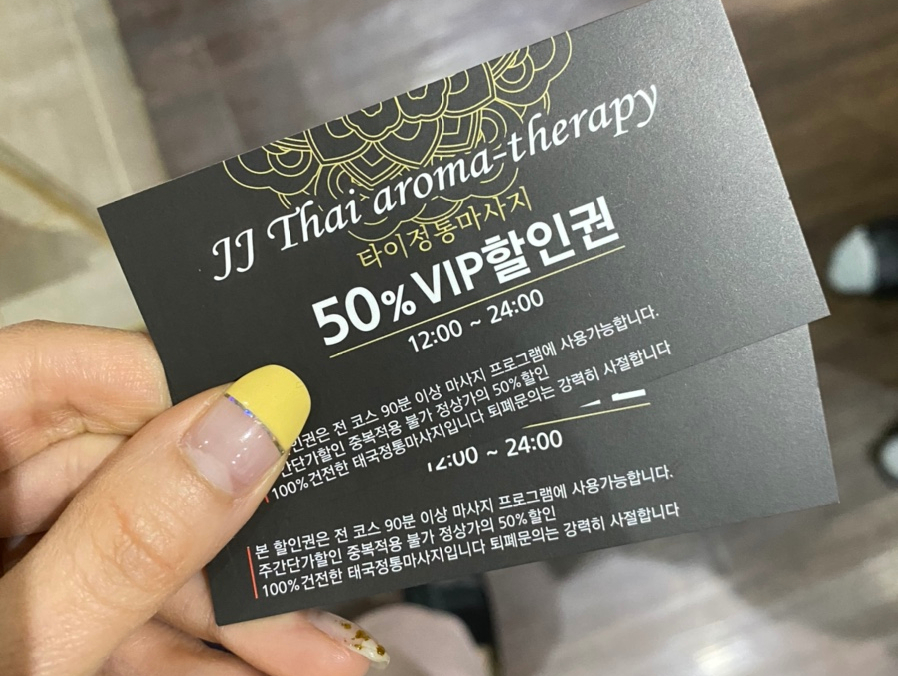 JJ Thai aroma-therapy
타이정통마사지
50% VIP할인권
12:00 ~ 24:00
인권은 전 코스 90분 이상 마사지 프로그램에 사용가능합니다.
간단가할인 중복적용 불가 정상가의 50%할인
100%건전한 태국정통마사지입니다 퇴폐문의는 강력히 사절합니다
12:00 ~ 24:00
본 할인권은 전 코스 90분 이상 마사지 프로그램에 사용가능합니다.
주간단가할인 중복적용 불가 정상가의 50%할인
100%건전한 태국정통마사지입니다 퇴폐문의는 강력히 사절합니다